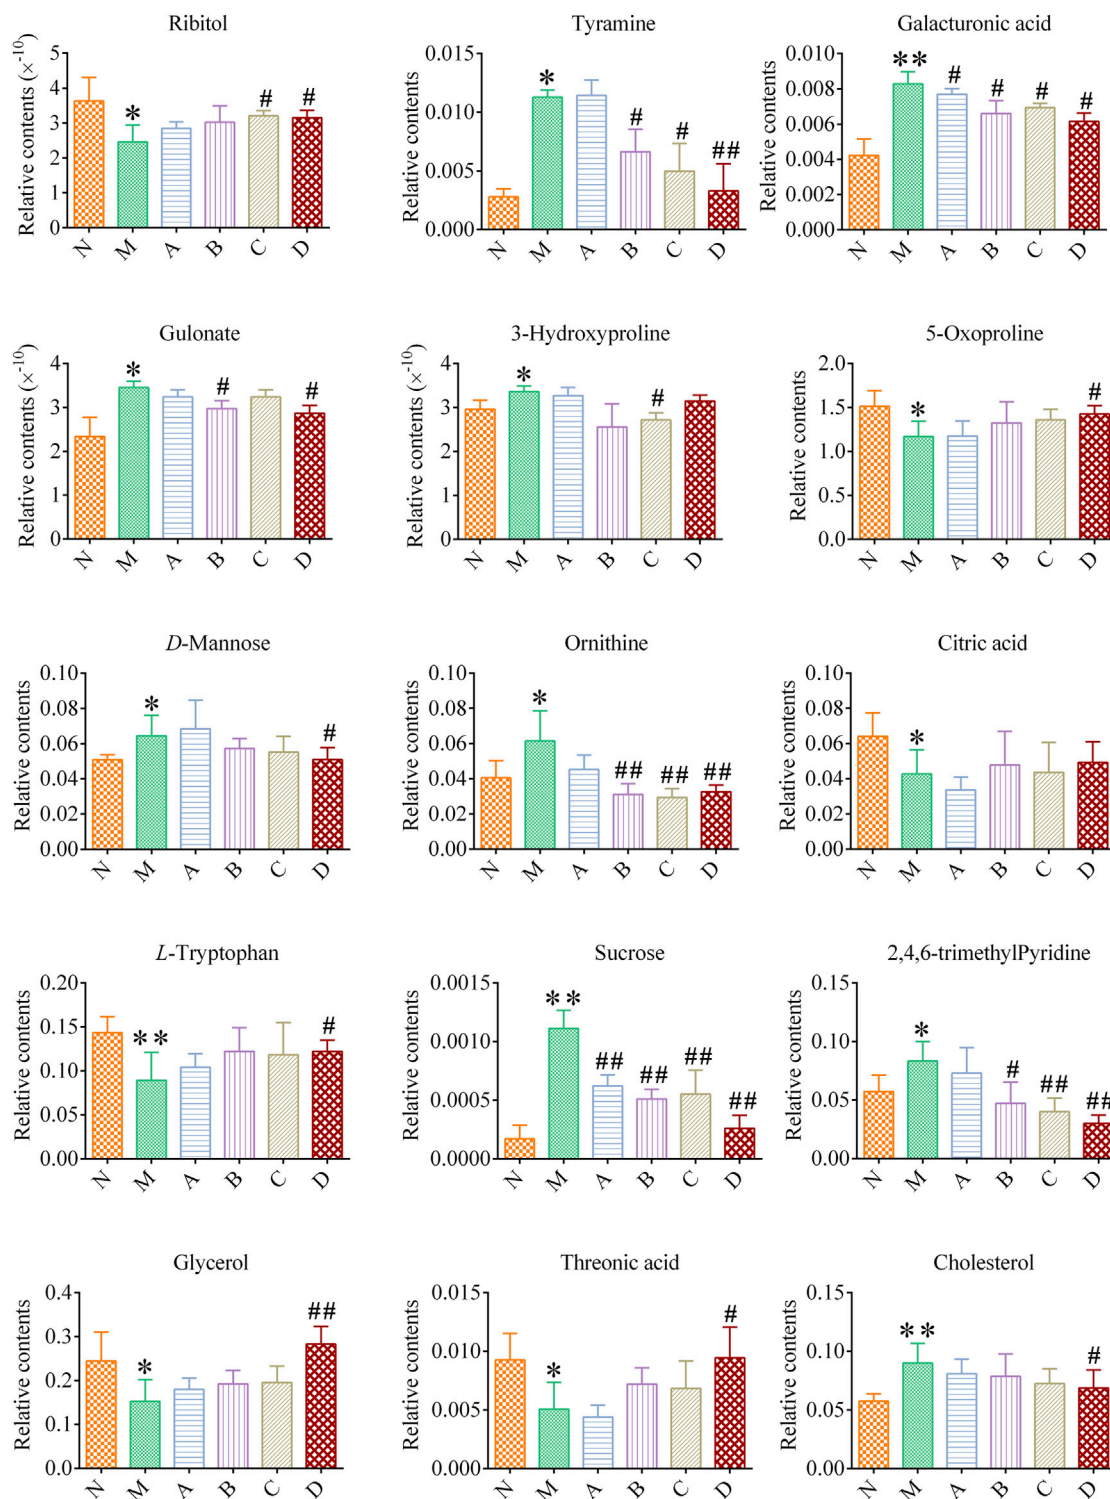 Ribitol
Relative contents (×⁻¹⁰)
5
4
3
2
1
0
*
#
#
N M A B C D
Tyramine
Relative contents
0.015
0.010
0.005
0.000
*
#
#
##
N M A B C D
Galacturonic acid
Relative contents
0.010
0.008
0.006
0.004
0.002
0.000
**
#
#
#
#
N M A B C D
Gulonate
Relative contents (×⁻¹⁰)
4
3
2
1
0
*
#
#
N M A B C D
3-Hydroxyproline
Relative contents (×⁻¹⁰)
4
3
2
1
0
*
#
N M A B C D
5-Oxoproline
Relative contents
2.0
1.5
1.0
0.5
0.0
*
#
N M A B C D
D-Mannose
Relative contents
0.10
0.08
0.06
0.04
0.02
0.00
*
#
N M A B C D
Ornithine
Relative contents
0.10
0.08
0.06
0.04
0.02
0.00
*
##
##
##
N M A B C D
Citric acid
Relative contents
0.10
0.08
0.06
0.04
0.02
0.00
*
N M A B C D
L-Tryptophan
Relative contents
0.20
0.15
0.10
0.05
0.00
**
#
N M A B C D
Sucrose
Relative contents
0.0015
0.0005
0.0005
0.0000
**
##
##
##
##
N M A B C D
2,4,6-trimethylPyridine
Relative contents
0.15
0.10
0.05
0.00
*
#
##
##
N M A B C D
Glycerol
Relative contents
0.4
0.3
0.2
0.1
0.0
*
##
N M A B C D
Threonic acid
Relative contents
0.015
0.010
0.005
0.000
*
#
N M A B C D
Cholesterol
Relative contents
0.15
0.10
0.05
0.00
**
#
N M A B C D